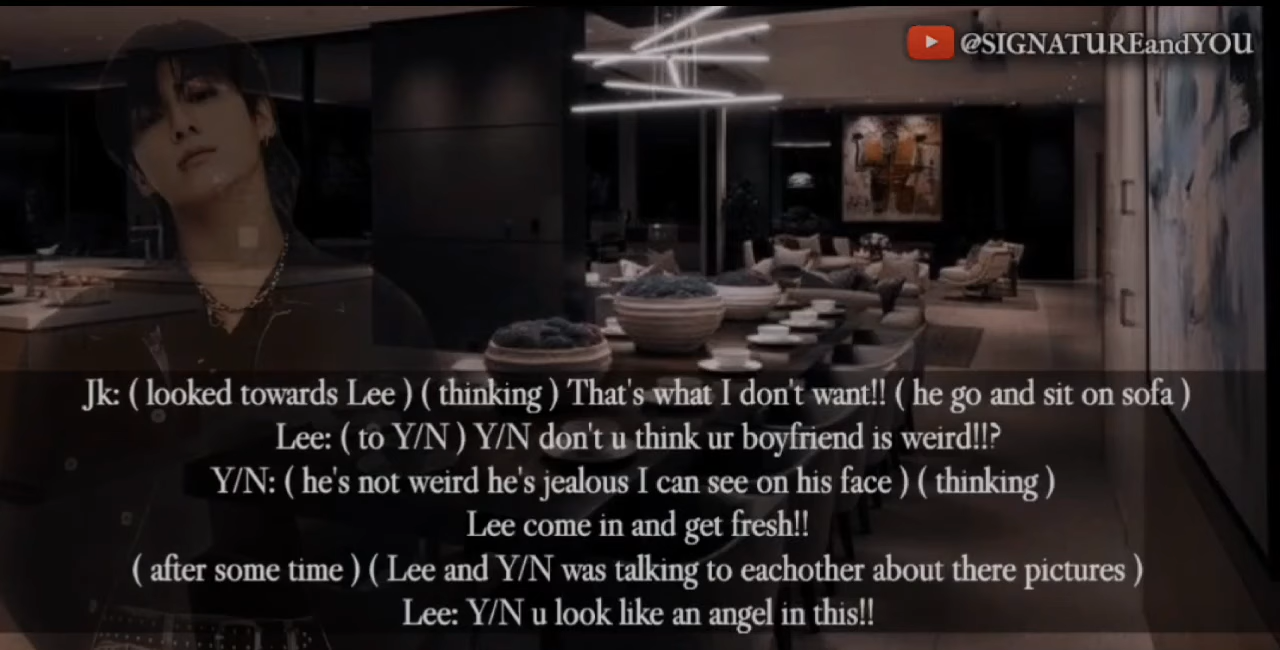 @SIGNATUREandYOU
Jk: ( looked towards Lee ) ( thinking ) That's what I don't want!! ( he go and sit on sofa )
Lee: ( to Y/N ) Y/N don't u think ur boyfriend is weird!!?
Y/N: ( he's not weird he's jealous I can see on his face ) ( thinking )
Lee come in and get fresh!!
( after some time ) ( Lee and Y/N was talking to eachother about there pictures )
Lee: Y/N u look like an angel in this!!